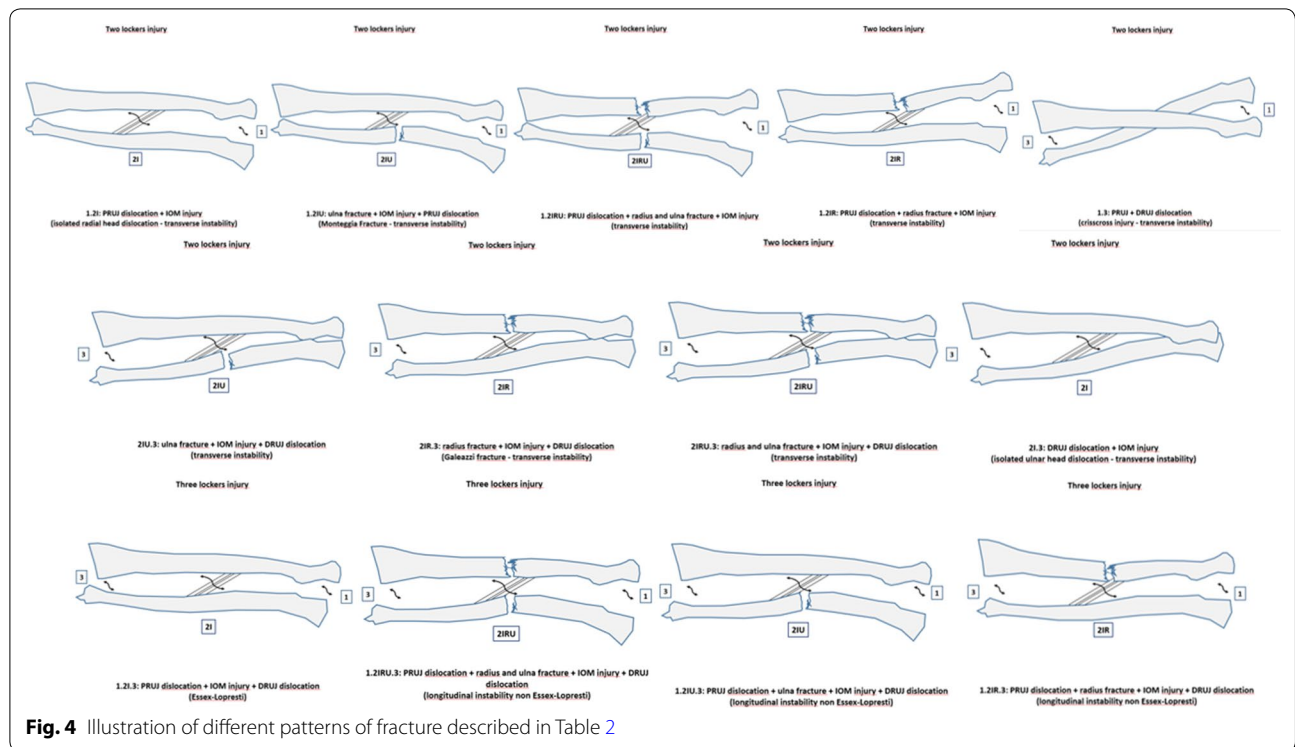 Two lockers injury
Two lockers injury
Two lockers injury
Two lockers injury
Two lockers injury
1
2I
1
2IU
1
2IRU
1
2IR
3
1
1.2I: PRUJ dislocation + IOM injury
(isolated radial head dislocation - transverse instability)
1.2IU: ulna fracture + IOM injury + PRUJ dislocation
(Monteggia Fracture - transverse instability)
1.2IRU: PRUJ dislocation + radius and ulna fracture + IOM injury
(transverse instability)
1.2IR: PRUJ dislocation + radius fracture + IOM injury
(transverse instability)
1.3: PRUJ + DRUJ dislocation
(crisscross injury - transverse instability)
Two lockers injury
Two lockers injury
Two lockers injury
Two lockers injury
3
2IU
3
2IR
3
2IRU
3
2I
2IU.3: ulna fracture + IOM injury + DRUJ dislocation
(transverse instability)
2IR.3: radius fracture + IOM injury + DRUJ dislocation
(Galeazzi fracture - transverse instability)
2IRU.3: radius and ulna fracture + IOM injury + DRUJ dislocation
(transverse instability)
2I.3: DRUJ dislocation + IOM injury
(isolated ulnar head dislocation - transverse instability)
Three lockers injury
Three lockers injury
Three lockers injury
Three lockers injury
3
1
2I
3
1
2IRU
3
1
2IU
3
1
2IR
1.2I.3: PRUJ dislocation + IOM injury + DRUJ dislocation
(Essex-Lopresti)
1.2IRU.3: PRUJ dislocation + radius and ulna fracture + IOM injury + DRUJ
dislocation
(longitudinal instability non Essex-Lopresti)
1.2IU.3: PRUJ dislocation + ulna fracture + IOM injury + DRUJ dislocation
(longitudinal instability non Essex-Lopresti)
1.2IR.3: PRUJ dislocation + radius fracture + IOM injury + DRUJ dislocation
(longitudinal instability non Essex-Lopresti)
Fig. 4 Illustration of different patterns of fracture described in Table 2